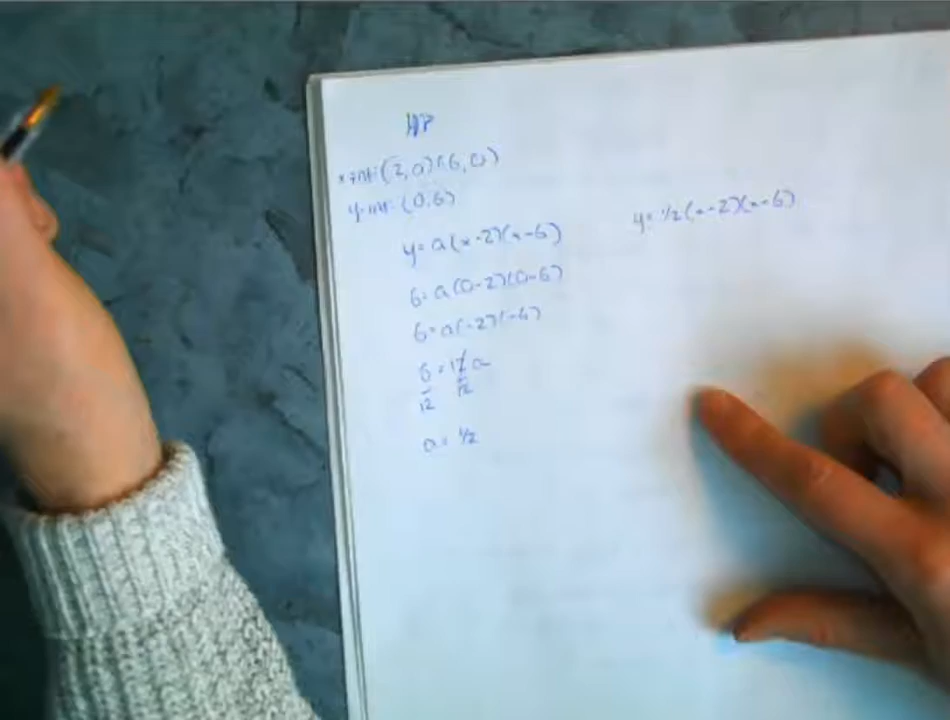 x-int: (2,0) (6,0)
y-int: (0,6)
y = a(x-2)(x-6)
6 = a(0-2)(0-6)
6 = a(-2)(-6)
6 = 12a
12 12
a = 1/2
y = 1/2(x-2)(x-6)